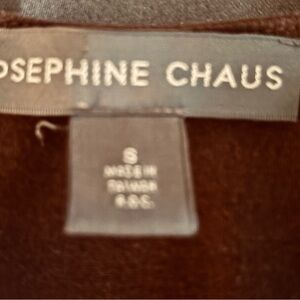 OSEPHINE CHAUS
S
MADE IN
TAIWAN
R.O.C.